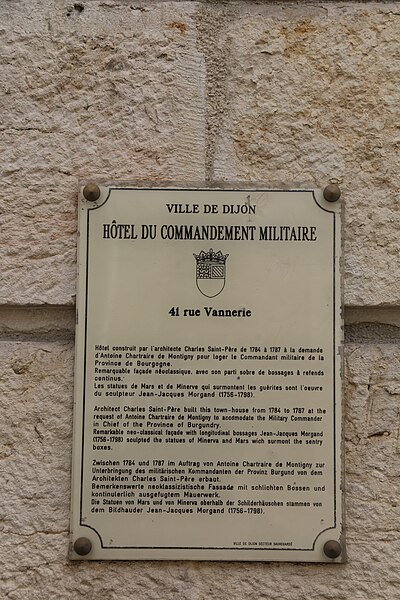 VILLE DE DIJON
HÔTEL DU COMMANDEMENT MILITAIRE
41 rue Vannerie
Hôtel construit par l'architecte Charles Saint-Père de 1784 à 1787 à la demande
d'Antoine Chartraire de Montigny pour loger le Commandant militaire de la
Province de Bourgogne.
Remarquable façade néoclassique, avec son parti sobre de bossages à refends
continus.
Les statues de Mars et de Minerve qui surmontent les guérites sont l'oeuvre
du sculpteur Jean-Jacques Morgand (1756-1798).
Architect Charles Saint-Père built this town-house from 1784 to 1787 at the
request of Antoine Chartraire de Montigny to accomodate the Military Commander
in Chief of the Province of Burgundry.
Remarkable neo-classical façade with longitudinal bossages Jean-Jacques Morgand
(1756-1798) sculpted the statues of Minerva and Mars wich surmont the sentry
boxes.
Zwischen 1784 und 1787 im Auftrag von Antoine Chartraire de Montigny zur
Unterbringung des militärischen Kommandanten der Provinz Burgund von dem
Architekten Charles Saint-Père erbaut.
Bemerkenswerte neoklassizistische Fassade mit schlichten Bossen und
kontinuierlich ausgefugtem Mauerwerk.
Die Statuen von Mars und von Minerva oberhalb der Schilderhäusohen stammen von
dem Bildhauder Jean-Jacques Morgand (1756-1798).
VILLE DE DIJON SECTEUR SAUVEGARDÉ